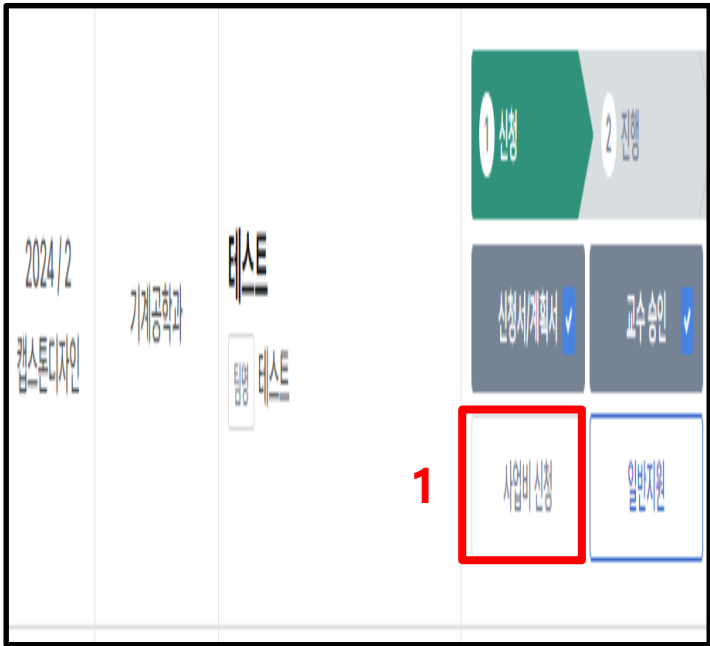 2024 / 2
캡스톤디자인
기계공학과
테스트
팀명 테스트
1 신청
2 진행
신청서/계획서
교수 승인
1
사업비 신청
일반지원